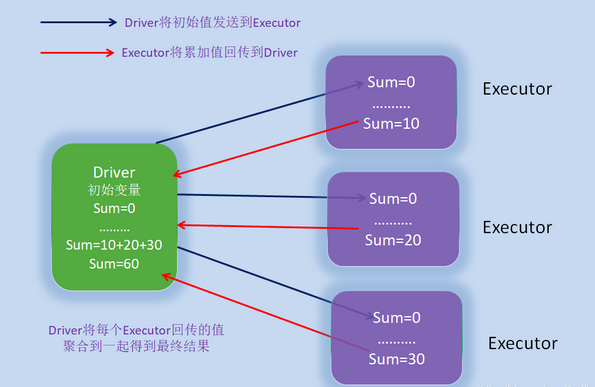 Driver将初始值发送到Executor
Executor将累加值回传到Driver
Sum=0
..........
Sum=10
Executor
Driver
初始变量
Sum=0
.........
Sum=10+20+30
Sum=60
Sum=0
..........
Sum=20
Executor
Sum=0
..........
Sum=30
Executor
Driver将每个Executor回传的值
聚合到一起得到最终结果